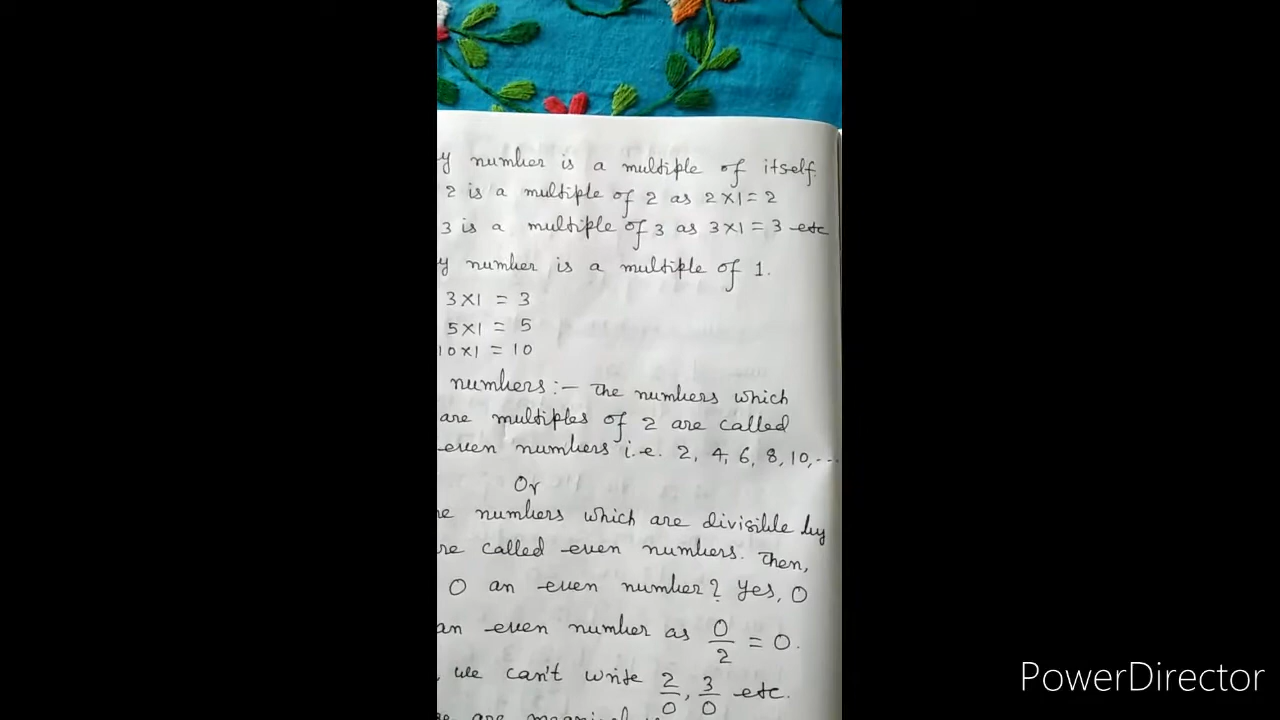 y number is a multiple of itself.
2 is a multiple of 2 as 2×1=2
3 is a multiple of 3 as 3×1=3 etc
y number is a multiple of 1.
3×1 = 3
5×1 = 5
10×1 = 10
numbers:- The numbers which
are multiples of 2 are called
even numbers i.e. 2, 4, 6, 8, 10,...
Or
e numbers which are divisible by
re called even numbers. Then,
0 an even number? Yes, 0
an even number as 0/2 = 0.
, we can't write 2/0, 3/0 etc.
PowerDirector